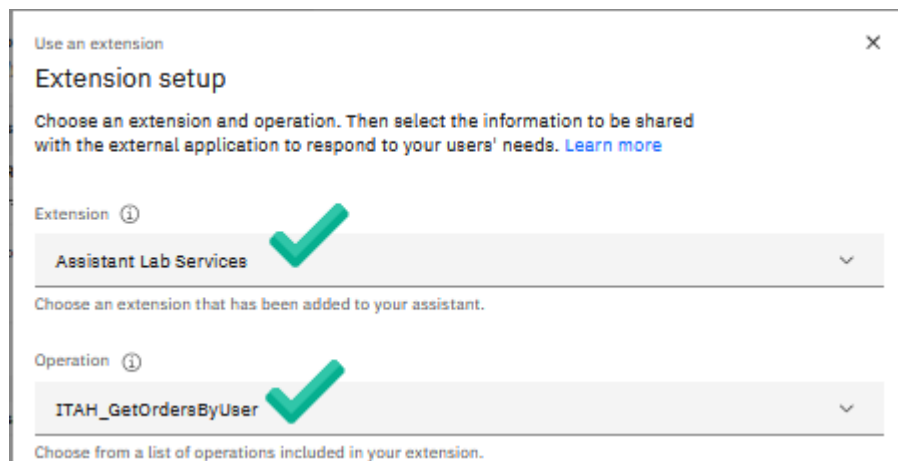 Use an extension
Extension setup
Choose an extension and operation. Then select the information to be shared
with the external application to respond to your users' needs. Learn more
Extension
Assistant Lab Services
Choose an extension that has been added to your assistant.
Operation
ITAH_GetOrdersByUser
Choose from a list of operations included in your extension.